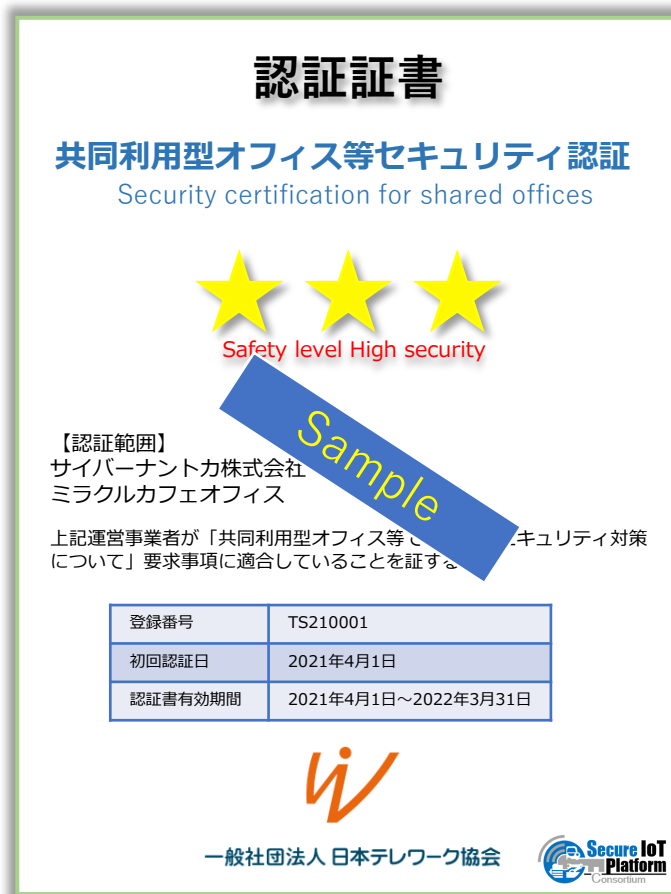 認証証書
共同利用型オフィス等セキュリティ認証
Security certification for shared offices
Safety level High security
Sample
【認証範囲】
サイバーナントカ株式会社
ミラクルカフェオフィス
上記運営事業者が「共同利用型オフィス等で キュリティ対策
について」要求事項に適合していることを証する
登録番号 TS210001
初回認証日 2021年4月1日
認証書有効期間 2021年4月1日～2022年3月31日
一般社団法人 日本テレワーク協会
Secure IoT
Platform
Consortium